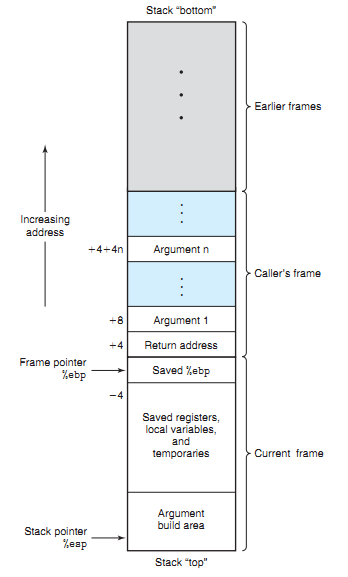 Stack “bottom”
Earlier frames
Increasing
address
+4+4n
Argument n
Caller’s frame
+8
Argument 1
+4
Return address
Frame pointer
%ebp
Saved %ebp
−4
Saved registers,
local variables,
and
temporaries
Current frame
Argument
build area
Stack pointer
%esp
Stack “top”